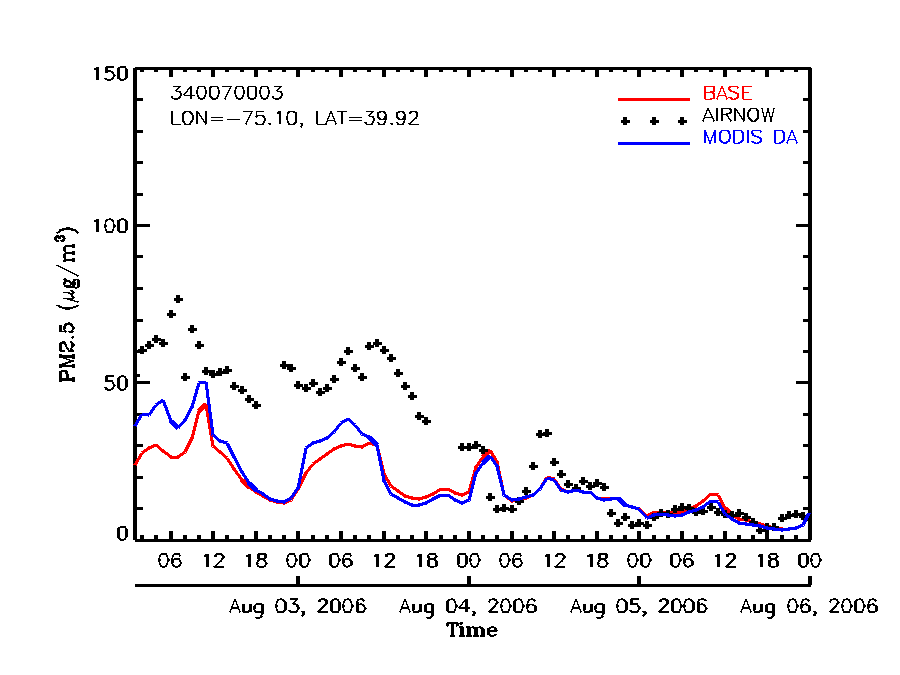 150
340070003
BASE
LON=−75.10, LAT=39.92
AIRNOW
MODIS DA
100
PM2.5 (μg/m³)
50
0
06 12 18 00 06 12 18 00 06 12 18 00 06 12 18 00
Aug 03, 2006 Aug 04, 2006 Aug 05, 2006 Aug 06, 2006
Time